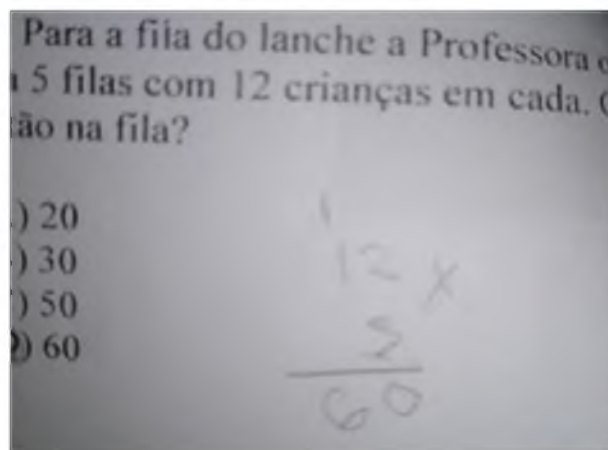 Para a fila do lanche a Professora
5 filas com 12 crianças em cada.
tão na fila?
) 20
) 30
) 50
) 60
1
12 x
5
60